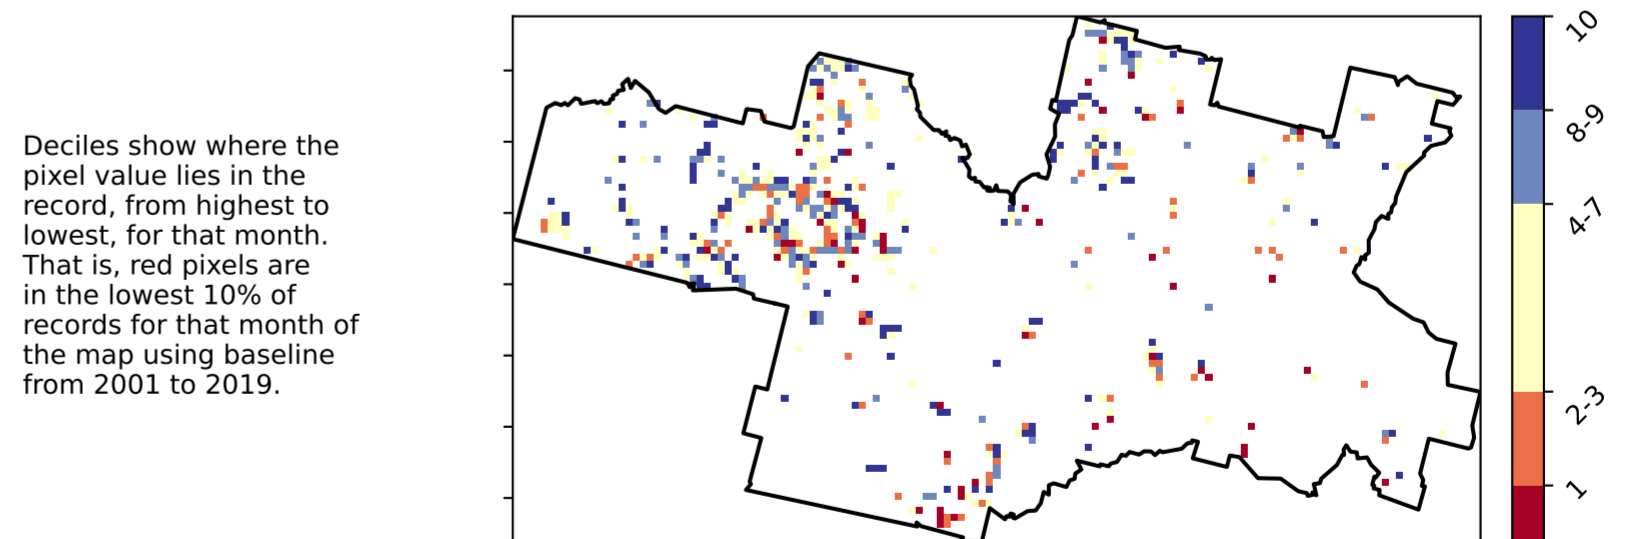 Deciles show where the
pixel value lies in the
record, from highest to
lowest, for that month.
That is, red pixels are
in the lowest 10% of
records for that month of
the map using baseline
from 2001 to 2019.
10
8-9
4-7
2-3
1